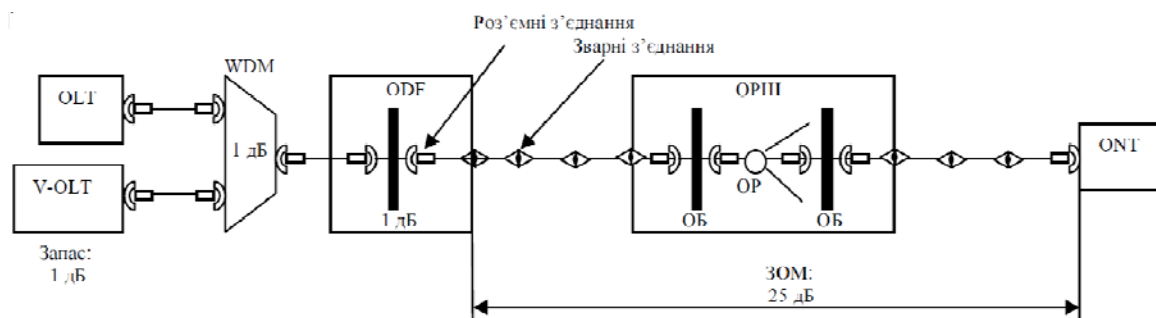 Роз’ємні з’єднання
Зварні з’єднання
WDM
OLT
ODF
ОРШ
1 дБ
ONT
V-OLT
ОР
1 дБ
ОБ
ОБ
Запас:
1 дБ
ЗОМ:
25 дБ